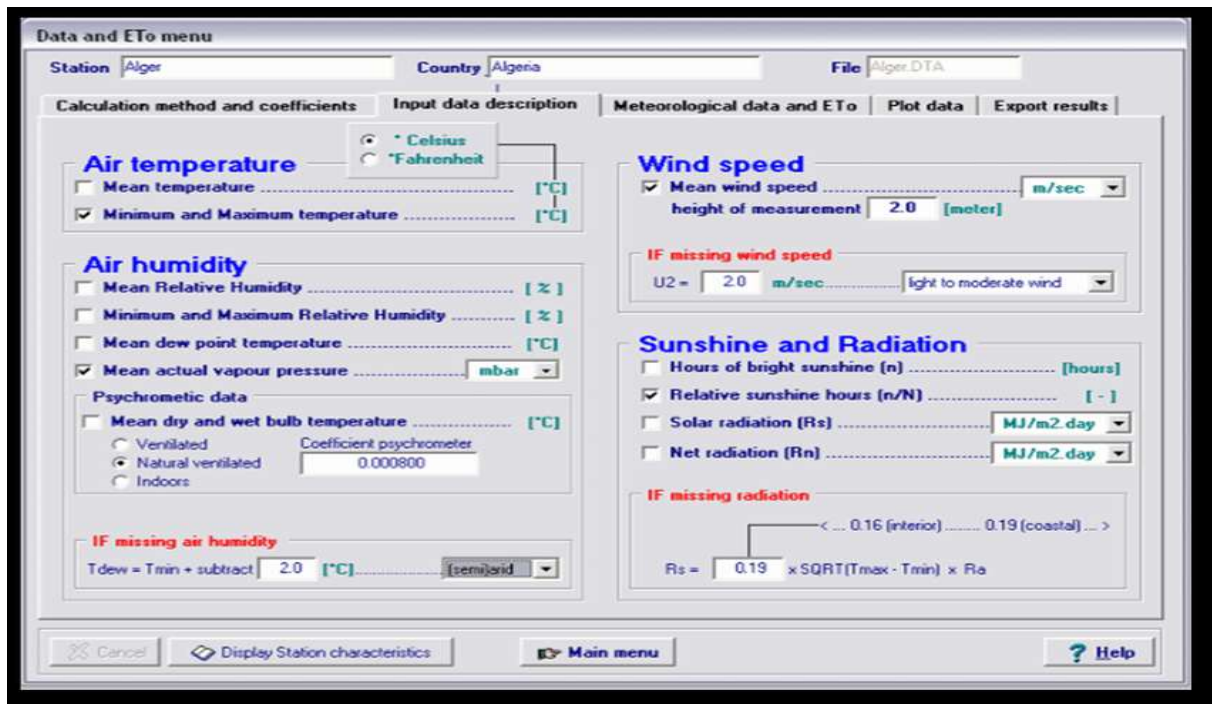 Data and ETo menu
Station Alger Country Algeria File Alger.DTA
Calculation method and coefficients Input data description Meteorological data and ETo Plot data Export results
° Celsius
°Fahrenheit
Air temperature
Mean temperature ........................................................ [°C]
Minimum and Maximum temperature ........................ [°C]
Air humidity
Mean Relative Humidity .................................................. [ % ]
Minimum and Maximum Relative Humidity ........... [ % ]
Mean dew point temperature ........................................ [°C]
Mean actual vapour pressure ........................ mbar
Psychrometic data
Mean dry and wet bulb temperature ..................... [°C]
Ventilated Coefficient psychrometer
Natural ventilated 0.000800
Indoors
IF missing air humidity
Tdew = Tmin + subtract 2.0 [°C]................... (semi)arid
Wind speed
Mean wind speed ........................................... m/sec
height of measurement 2.0 [meter]
IF missing wind speed
U2 = 2.0 m/sec................... light to moderate wind
Sunshine and Radiation
Hours of bright sunshine (n) ................................ [hours]
Relative sunshine hours (n/N) ........................... [ - ]
Solar radiation (Rs) ................................. MJ/m2.day
Net radiation (Rn) .................................... MJ/m2.day
IF missing radiation
< ... 0.16 (interior) ........ 0.19 (coastal) ... >
Rs = 0.19 x SQRT(Tmax - Tmin) x Ra
Cancel Display Station characteristics Main menu ? Help